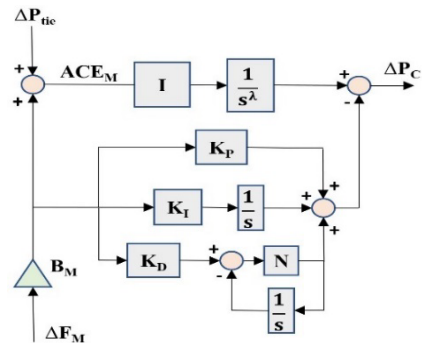 ΔP_tie
+
+
ACE_M
I
1
s^λ
+
-
ΔP_C
K_P
K_I
1
s
+
+
+
B_M
K_D
+
-
N
1
s
ΔF_M